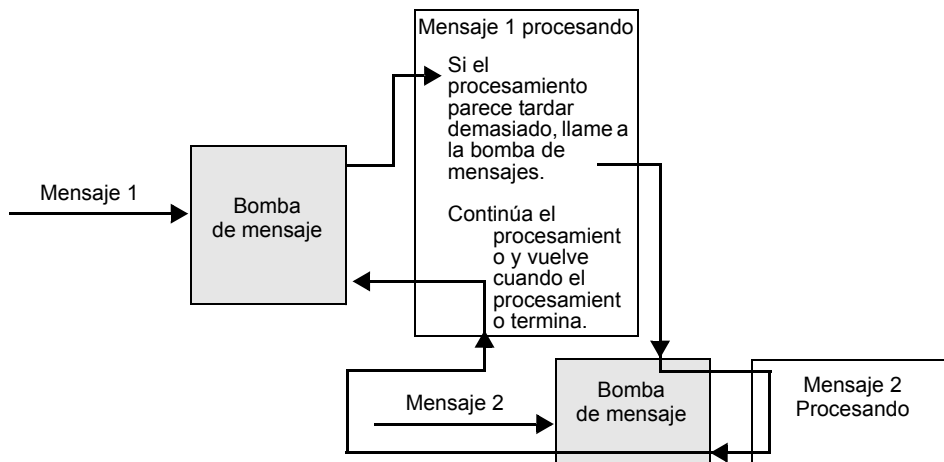 Mensaje 1 procesando
Si el
procesamiento
parece tardar
demasiado, llame a
la bomba de
mensajes.
Mensaje 1
Bomba
de mensaje
Continúa el
procesamient
o y vuelve
cuando el
procesamient
o termina.
Mensaje 2
Bomba
de mensaje
Mensaje 2
Procesando